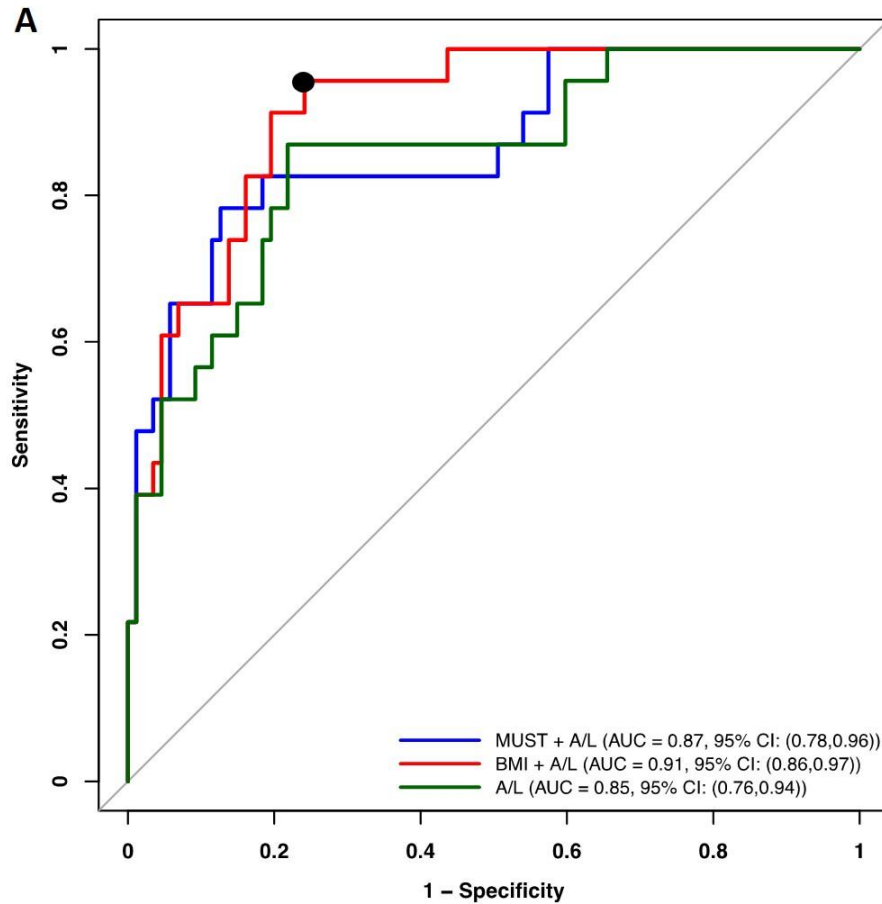 A
1
0.8
0.6
0.4
0.2
0
Sensitivity
MUST + A/L (AUC = 0.87, 95% CI: (0.78,0.96))
BMI + A/L (AUC = 0.91, 95% CI: (0.86,0.97))
A/L (AUC = 0.85, 95% CI: (0.76,0.94))
0 0.2 0.4 0.6 0.8 1
1 − Specificity